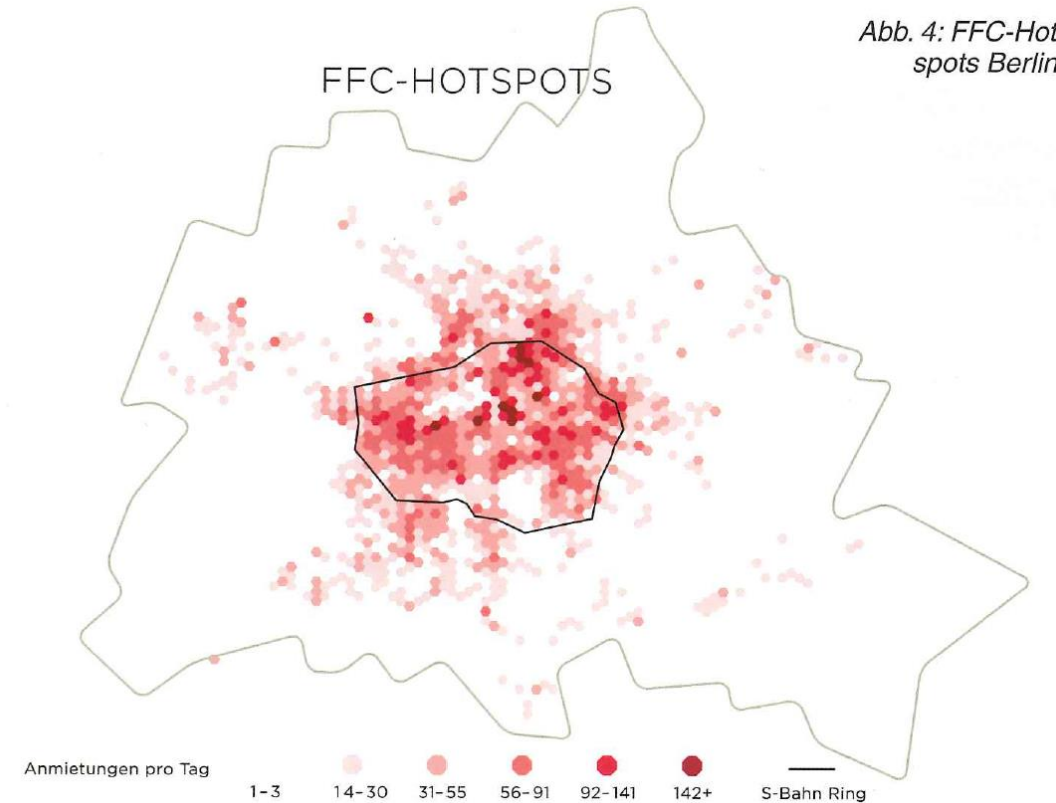 Abb. 4: FFC-Hot
spots Berlin
FFC-HOTSPOTS
Anmietungen pro Tag
1–3
14–30
31–55
56–91
92–141
142+
S-Bahn Ring